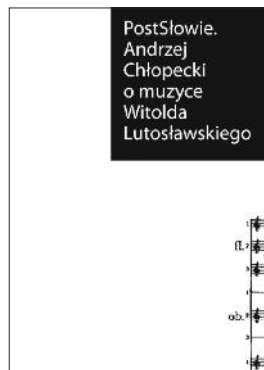 PostSłowie.
Andrzej
Chłopecki
o muzyce
Witolda
Lutosławskiego
fl.
ob.